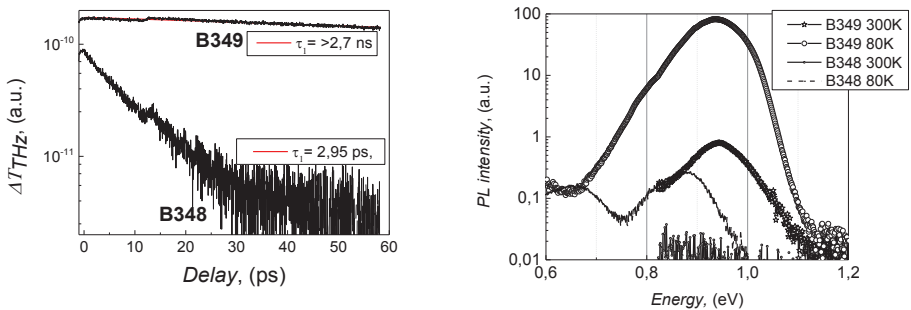 10⁻¹⁰
10⁻¹¹
ΔT_THz, (a.u.)
B349
τ₁= >2,7 ns
τ₁= 2,95 ps,
B348
0 10 20 30 40 50 60
Delay, (ps)
100
10
1
0,1
0,01
PL intensity, (a.u.)
B349 300K
B349 80K
B348 300K
B348 80K
0,6 0,8 1,0 1,2
Energy, (eV)